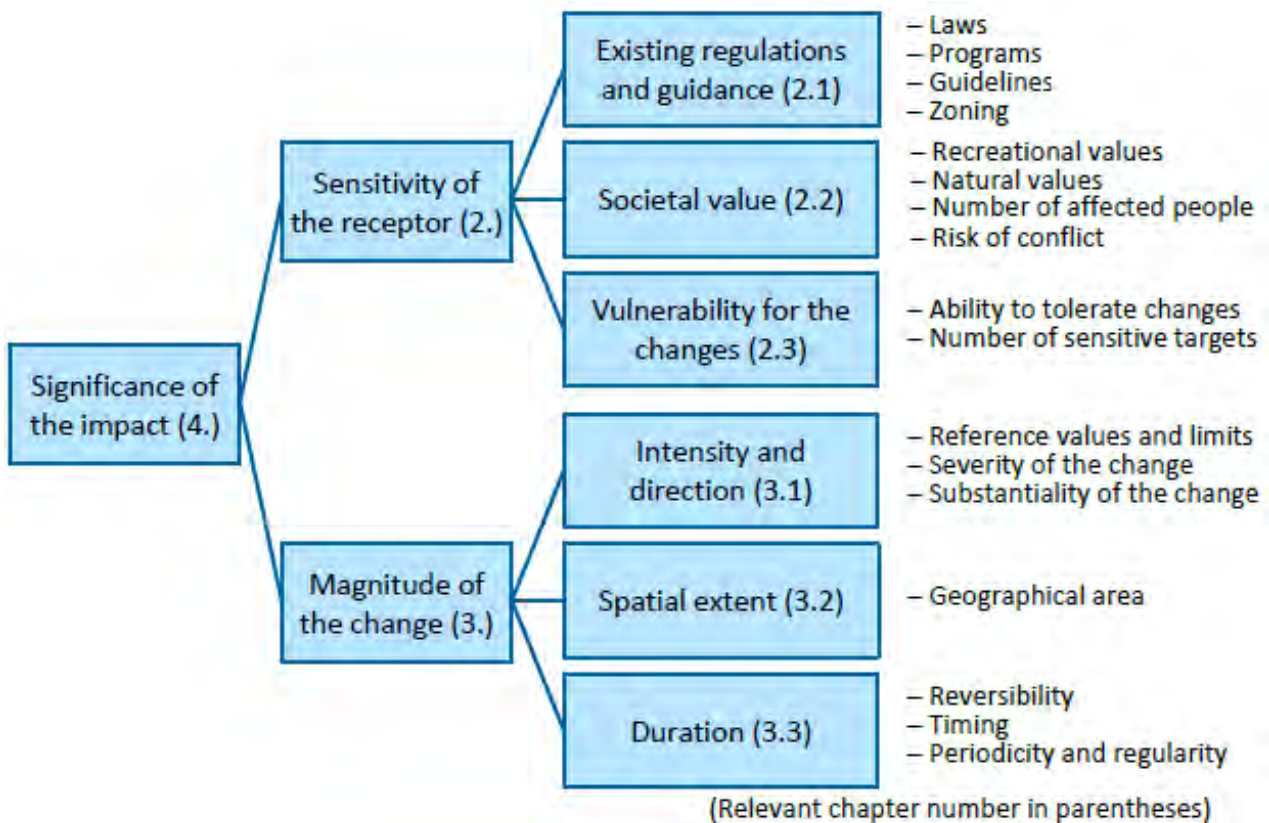 Existing regulations
and guidance (2.1)
– Laws
– Programs
– Guidelines
– Zoning
Sensitivity of
the receptor (2.)
Societal value (2.2)
– Recreational values
– Natural values
– Number of affected people
– Risk of conflict
Vulnerability for the
changes (2.3)
– Ability to tolerate changes
– Number of sensitive targets
Significance of
the impact (4.)
Intensity and
direction (3.1)
– Reference values and limits
– Severity of the change
– Substantiality of the change
Magnitude of
the change (3.)
Spatial extent (3.2)
– Geographical area
Duration (3.3)
– Reversibility
– Timing
– Periodicity and regularity
(Relevant chapter number in parentheses)